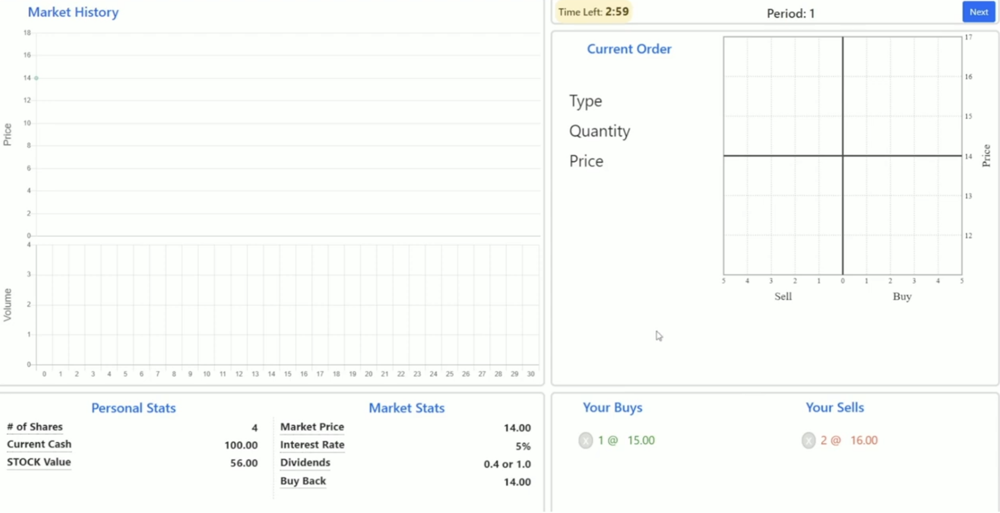 Market History
18
16
14
12
10
8
6
4
2
0
Price
4
3
2
1
0
Volume
0 1 2 3 4 5 6 7 8 9 10 11 12 13 14 15 16 17 18 19 20 21 22 23 24 25 26 27 28 29 30
Time Left: 2:59
Period: 1
Next
Current Order
Type
Quantity
Price
17
16
15
14
13
12
Price
5 4 3 2 1 0 1 2 3 4 5
Sell Buy
Personal Stats
# of Shares 4
Current Cash 100.00
STOCK Value 56.00
Market Stats
Market Price 14.00
Interest Rate 5%
Dividends 0.4 or 1.0
Buy Back 14.00
Your Buys
X 1 @ 15.00
Your Sells
X 2 @ 16.00